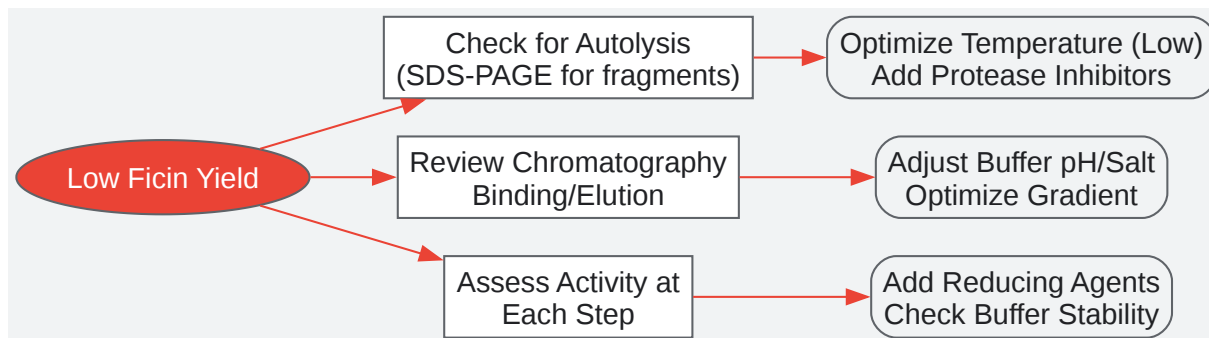 Check for Autolysis
(SDS-PAGE for fragments)
Optimize Temperature (Low)
Add Protease Inhibitors
Low Ficin Yield
Review Chromatography
Binding/Elution
Adjust Buffer pH/Salt
Optimize Gradient
Assess Activity at
Each Step
Add Reducing Agents
Check Buffer Stability